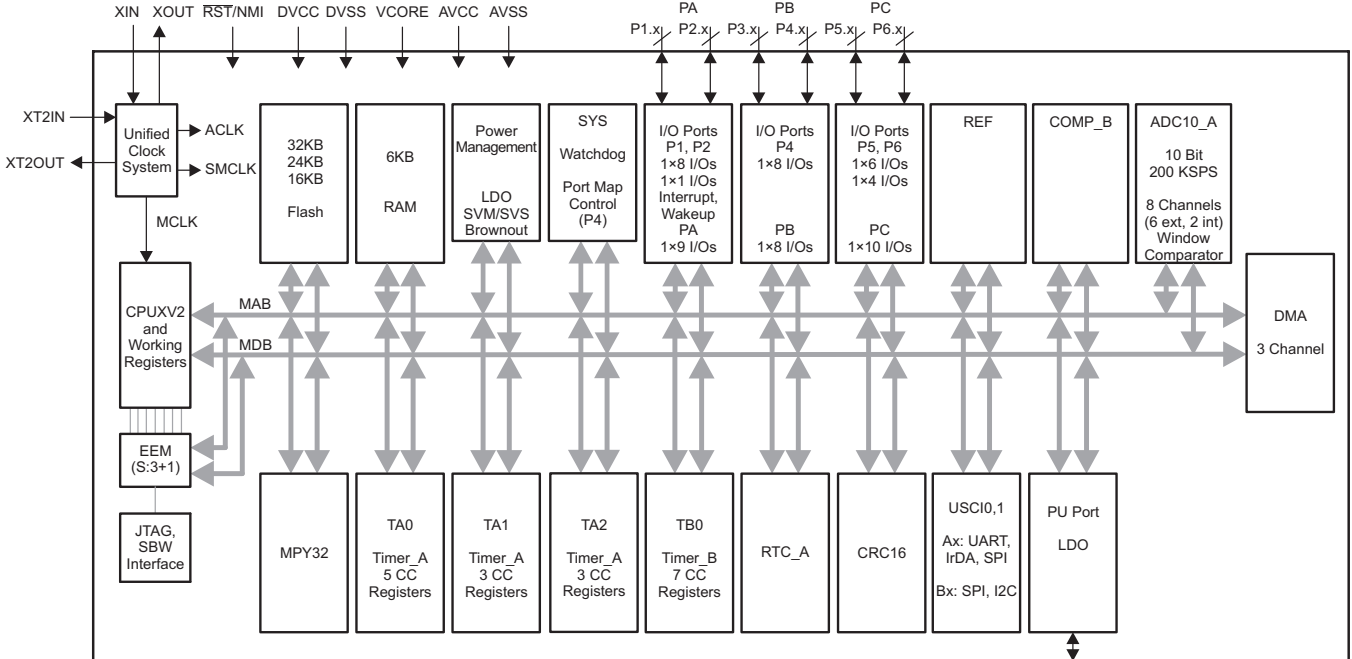 XIN XOUT RST/NMI DVCC DVSS VCORE AVCC AVSS
PA PB PC
P1.x P2.x P3.x P4.x P5.x P6.x
XT2IN
XT2OUT
Unified
Clock
System
ACLK
SMCLK
MCLK
32KB
24KB
16KB
Flash
6KB
RAM
Power
Management
LDO
SVM/SVS
Brownout
SYS
Watchdog
Port Map
Control
(P4)
I/O Ports
P1, P2
1×8 I/Os
1×1 I/Os
Interrupt,
Wakeup
PA
1×9 I/Os
I/O Ports
P4
1×8 I/Os
PB
1×8 I/Os
I/O Ports
P5, P6
1×6 I/Os
1×4 I/Os
PC
1×10 I/Os
REF
COMP_B
ADC10_A
10 Bit
200 KSPS
8 Channels
(6 ext, 2 int)
Window
Comparator
CPUXV2
and
Working
Registers
MAB
MDB
DMA
3 Channel
EEM
(S:3+1)
JTAG,
SBW
Interface
MPY32
TA0
Timer_A
5 CC
Registers
TA1
Timer_A
3 CC
Registers
TA2
Timer_A
3 CC
Registers
TB0
Timer_B
7 CC
Registers
RTC_A
CRC16
USCI0,1
Ax: UART,
IrDA, SPI
Bx: SPI, I2C
PU Port
LDO